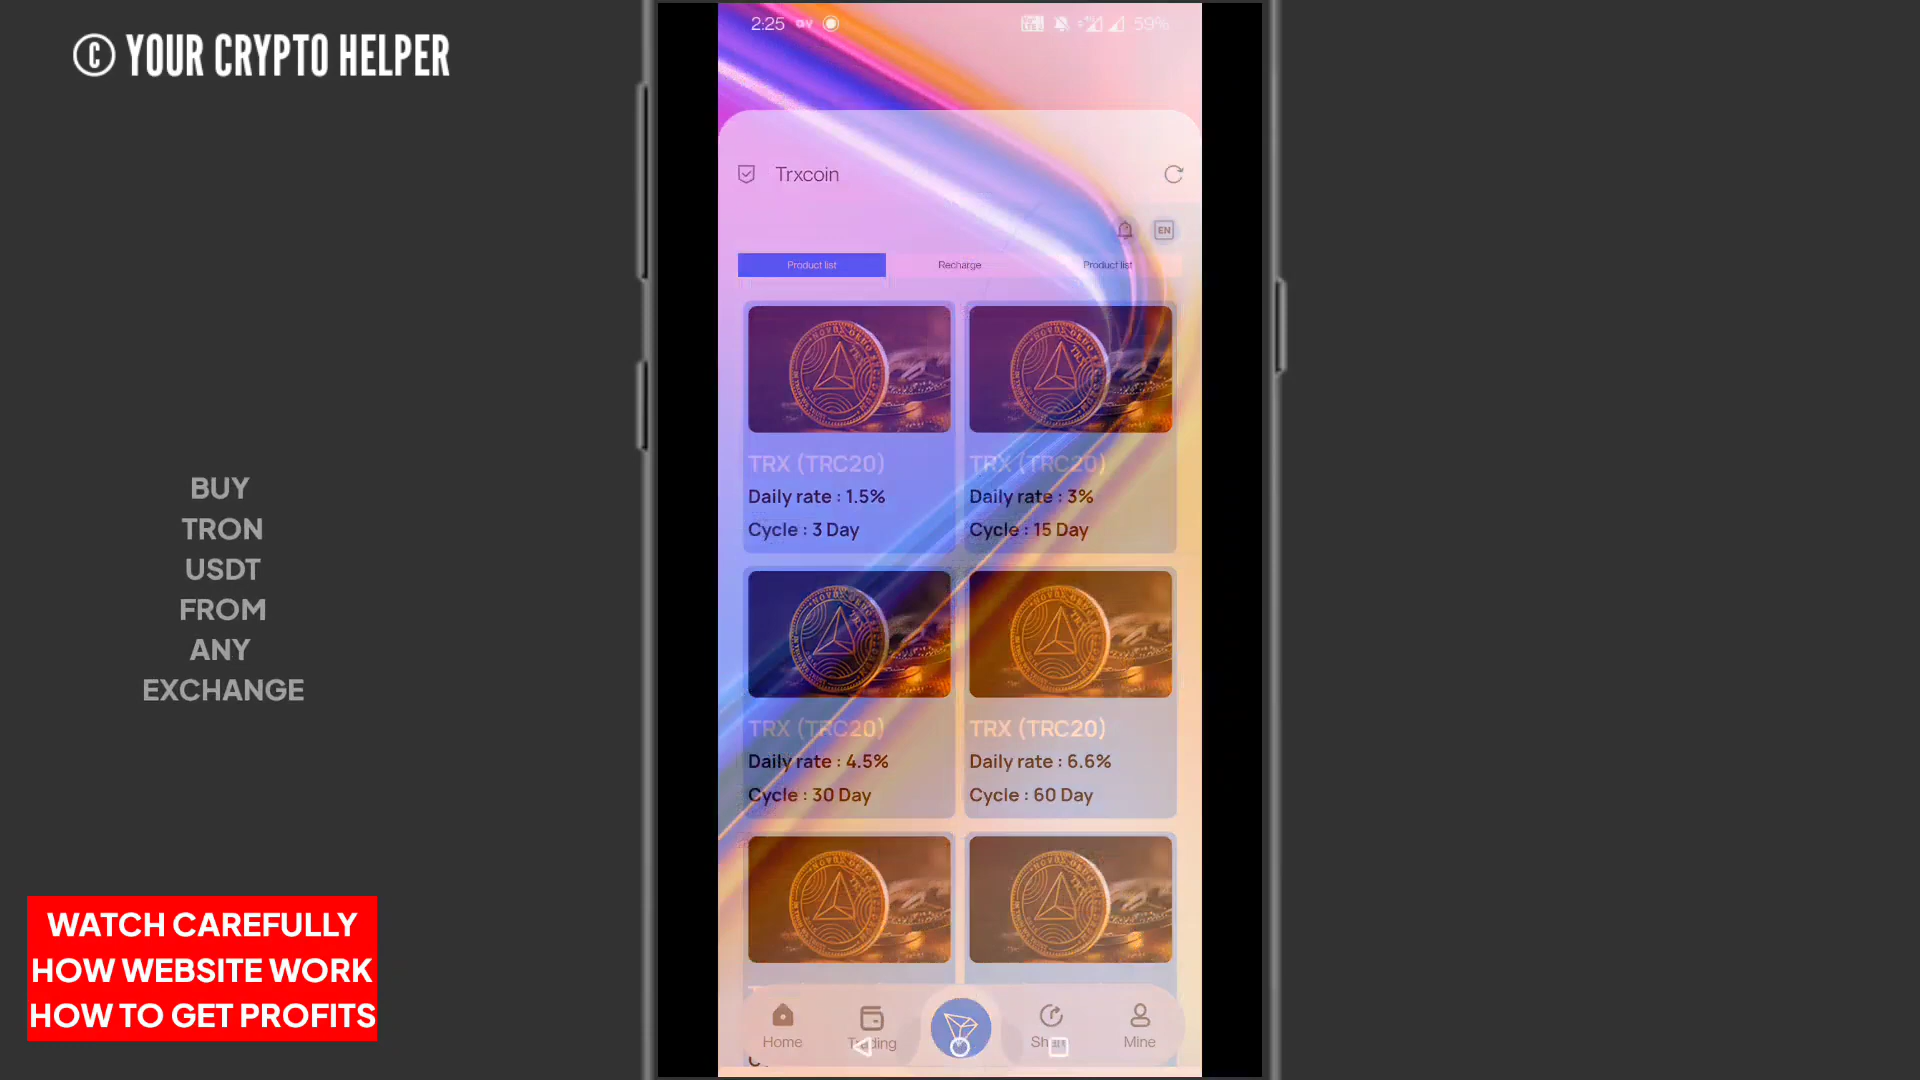 © YOUR CRYPTO HELPER
2:25
59%
Trxcoin
EN
Product list
Recharge
Product list
TRX (TRC20)
Daily rate : 1.5%
Cycle : 3 Day
TRX (TRC20)
Daily rate : 3%
Cycle : 15 Day
TRX (TRC20)
Daily rate : 4.5%
Cycle : 30 Day
TRX (TRC20)
Daily rate : 6.6%
Cycle : 60 Day
Home
Trading
Mine
BUY
TRON
USDT
FROM
ANY
EXCHANGE
WATCH CAREFULLY
HOW WEBSITE WORK
HOW TO GET PROFITS